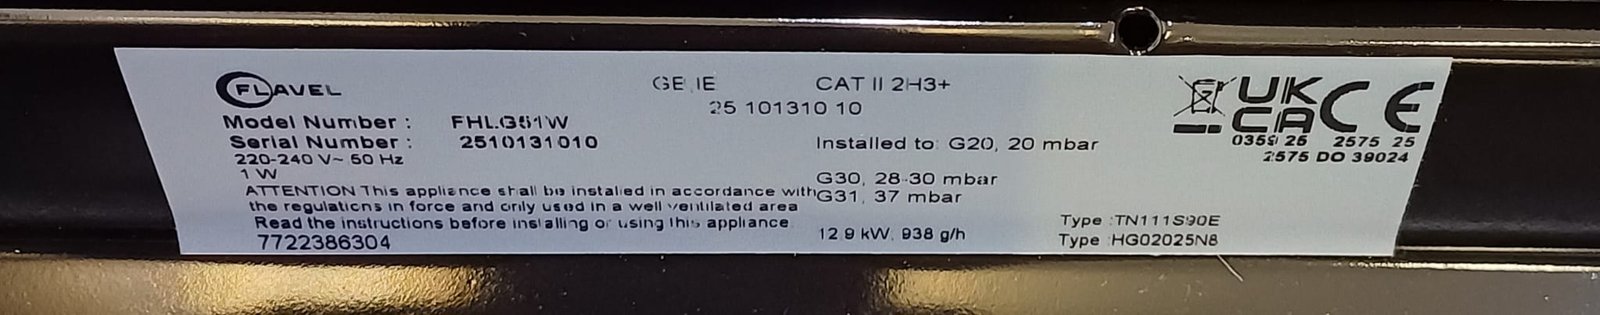 FLAVEL
GB, IE
CAT II 2H3+
25 101310 10
Model Number : FHLG51W
Serial Number : 2510131010
220-240 V~ 50 Hz
1 W
ATTENTION This appliance shall be installed in accordance with
the regulations in force and only used in a well ventilated area
Read the instructions before installing or using this appliance
7722386304
Installed to: G20, 20 mbar
G30, 28-30 mbar
G31, 37 mbar
12.9 kW, 938 g/h
UK
CA
CE
0359 25 2575 25
2575 DO 39024
Type :TN111S90E
Type :HG02025N8